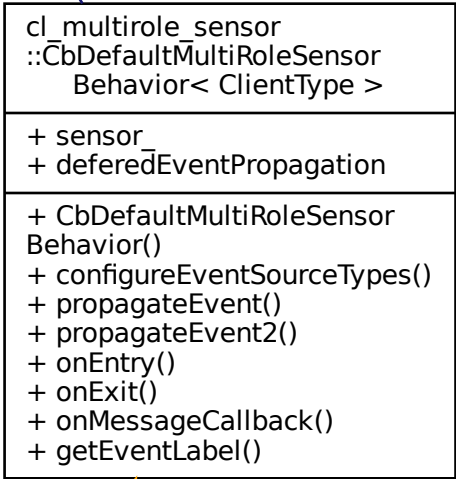 cl_multirole_sensor
::CbDefaultMultiRoleSensor
Behavior< ClientType >
+ sensor_
+ deferedEventPropagation
+ CbDefaultMultiRoleSensor
Behavior()
+ configureEventSourceTypes()
+ propagateEvent()
+ propagateEvent2()
+ onEntry()
+ onExit()
+ onMessageCallback()
+ getEventLabel()